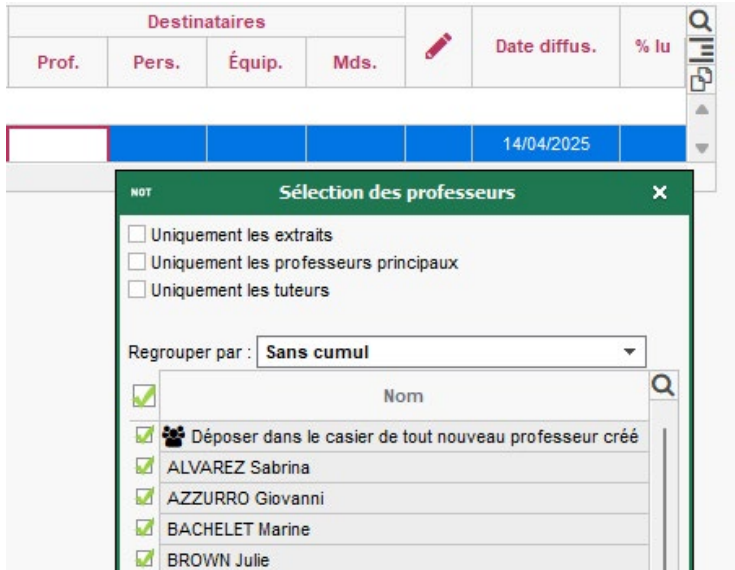 Destinataires
Prof. Pers. Équip. Mds. Date diffus. % lu
14/04/2025
NOT Sélection des professeurs
Uniquement les extraits
Uniquement les professeurs principaux
Uniquement les tuteurs
Regrouper par : Sans cumul
Nom
Déposer dans le casier de tout nouveau professeur créé
ALVAREZ Sabrina
AZZURRO Giovanni
BACHELET Marine
BROWN Julie